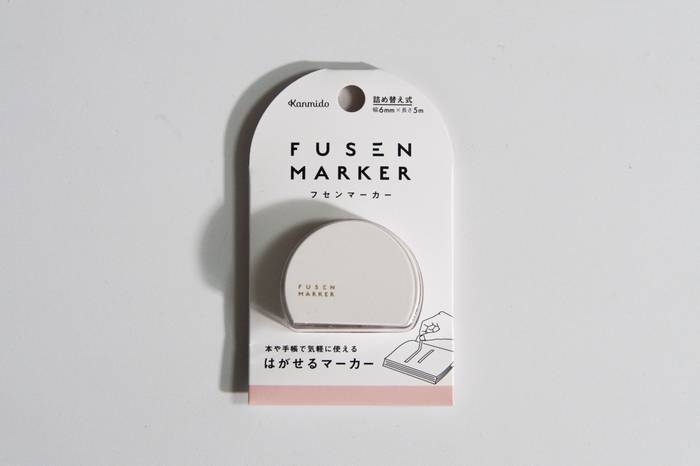 Kanmido
詰め替え式
幅6mm×長さ5m
FUSEN
MARKER
フセンマーカー
FUSEN
MARKER
本や手帳で気軽に使える
はがせるマーカー